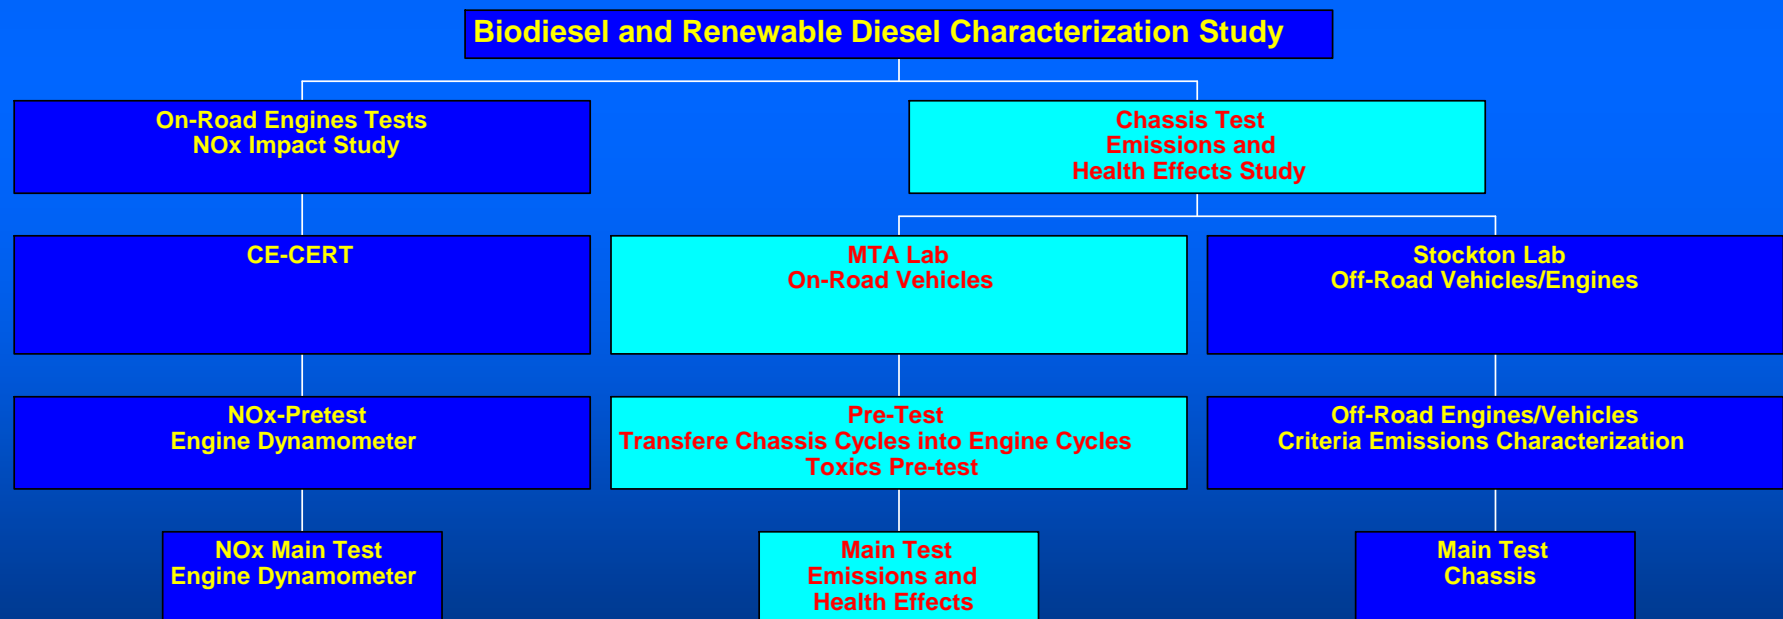 Biodiesel and Renewable Diesel Characterization Study
On-Road Engines Tests
NOx Impact Study
Chassis Test
Emissions and
Health Effects Study
CE-CERT
MTA Lab
On-Road Vehicles
Stockton Lab
Off-Road Vehicles/Engines
NOx-Pretest
Engine Dynamometer
Pre-Test
Transfere Chassis Cycles into Engine Cycles
Toxics Pre-test
Off-Road Engines/Vehicles
Criteria Emissions Characterization
NOx Main Test
Engine Dynamometer
Main Test
Emissions and
Health Effects
Main Test
Chassis